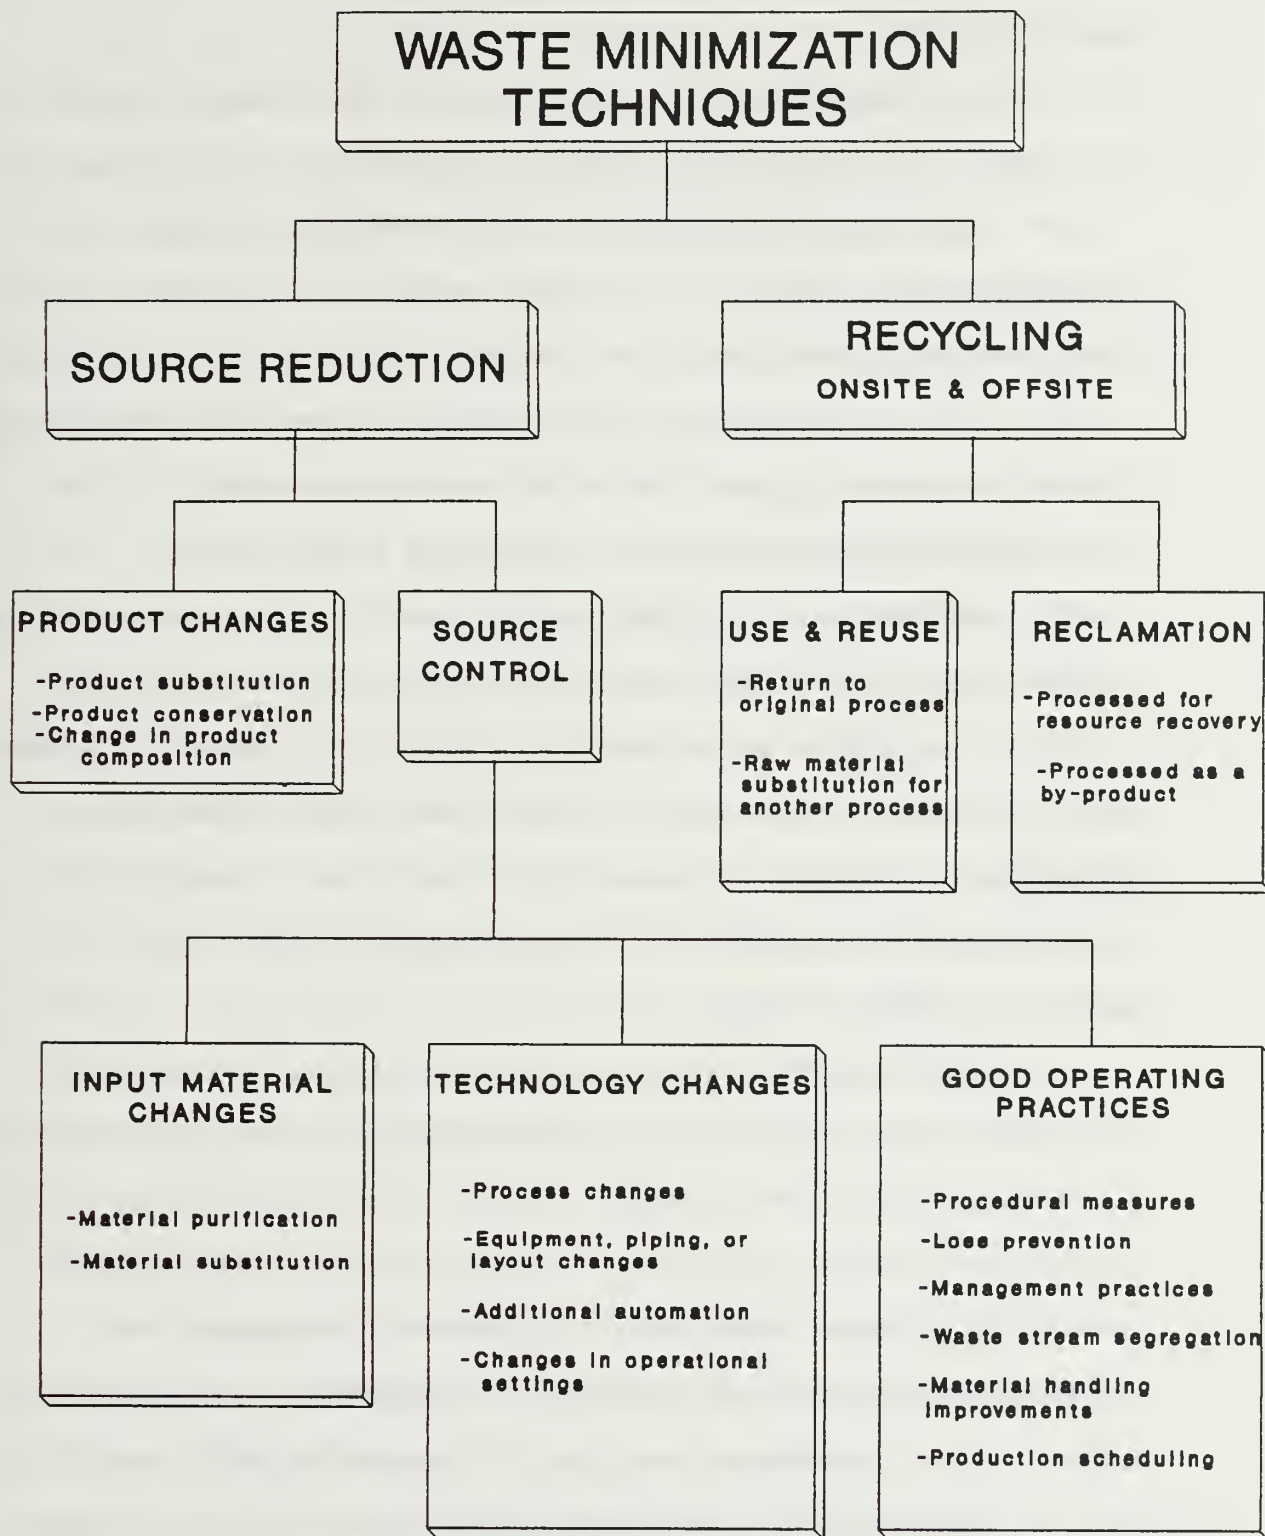 WASTE MINIMIZATION
TECHNIQUES
SOURCE REDUCTION
RECYCLING
ONSITE & OFFSITE
PRODUCT CHANGES
-Product substitution
-Product conservation
-Change in product
composition
SOURCE
CONTROL
USE & REUSE
-Return to
original process
-Raw material
substitution for
another process
RECLAMATION
-Processed for
resource recovery
-Processed as a
by-product
INPUT MATERIAL
CHANGES
-Material purification
-Material substitution
TECHNOLOGY CHANGES
-Process changes
-Equipment, piping, or
layout changes
-Additional automation
-Changes in operational
settings
GOOD OPERATING
PRACTICES
-Procedural measures
-Loss prevention
-Management practices
-Waste stream segregation
-Material handling
improvements
-Production scheduling